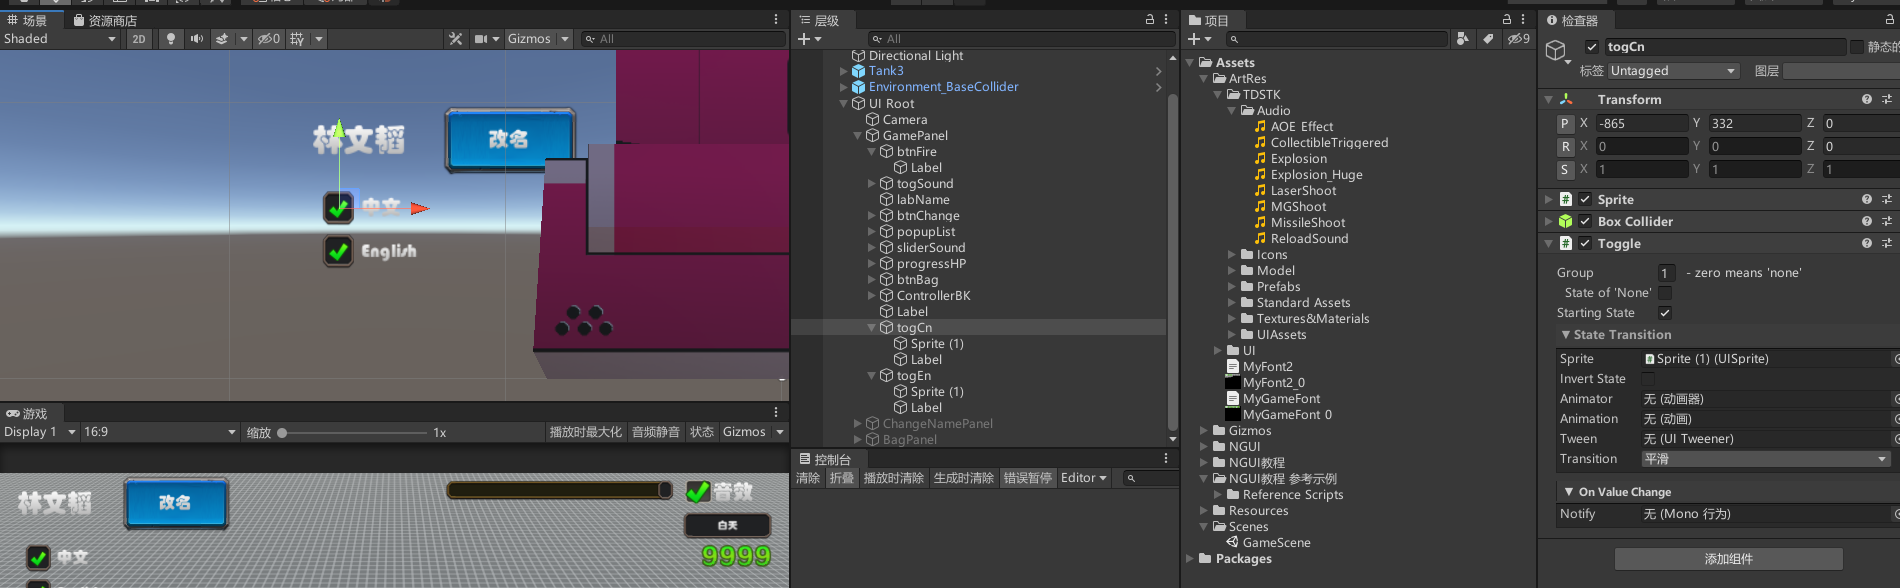 场景
资源商店
Shaded
2D
0
Gizmos
All
林文韬
改名
中文
English
游戏
Display 1
16:9
缩放
1x
播放时最大化
音频静音
状态
Gizmos
林文韬
改名
音效
白天
9999
中文
层级
All
Directional Light
Tank3
Environment_BaseCollider
UI Root
Camera
GamePanel
btnFire
Label
togSound
labName
btnChange
popupList
sliderSound
progressHP
btnBag
ControllerBK
Label
togCn
Sprite (1)
Label
togEn
Sprite (1)
Label
ChangeNamePanel
BagPanel
控制台
清除
折叠
播放时清除
生成时清除
错误暂停
Editor
项目
9
Assets
ArtRes
TDSTK
Audio
AOE Effect
CollectibleTriggered
Explosion
Explosion_Huge
LaserShoot
MGShoot
MissileShoot
ReloadSound
Icons
Model
Prefabs
Standard Assets
Textures&Materials
UIAssets
UI
MyFont2
MyFont2_0
MyGameFont
MyGameFont 0
Gizmos
NGUI
NGUI教程
NGUI教程 参考示例
Reference Scripts
Resources
Scenes
GameScene
Packages
检查器
togCn
静态的
标签 Untagged
图层
Transform
P X -865 Y 332 Z 0
R X 0 Y 0 Z 0
S X 1 Y 1 Z 1
Sprite
Box Collider
Toggle
Group 1 - zero means 'none'
State of 'None'
Starting State
State Transition
Sprite Sprite (1) (UISprite)
Invert State
Animator 无 (动画器)
Animation 无 (动画)
Tween 无 (UI Tweener)
Transition 平滑
On Value Change
Notify 无 (Mono 行为)
添加组件